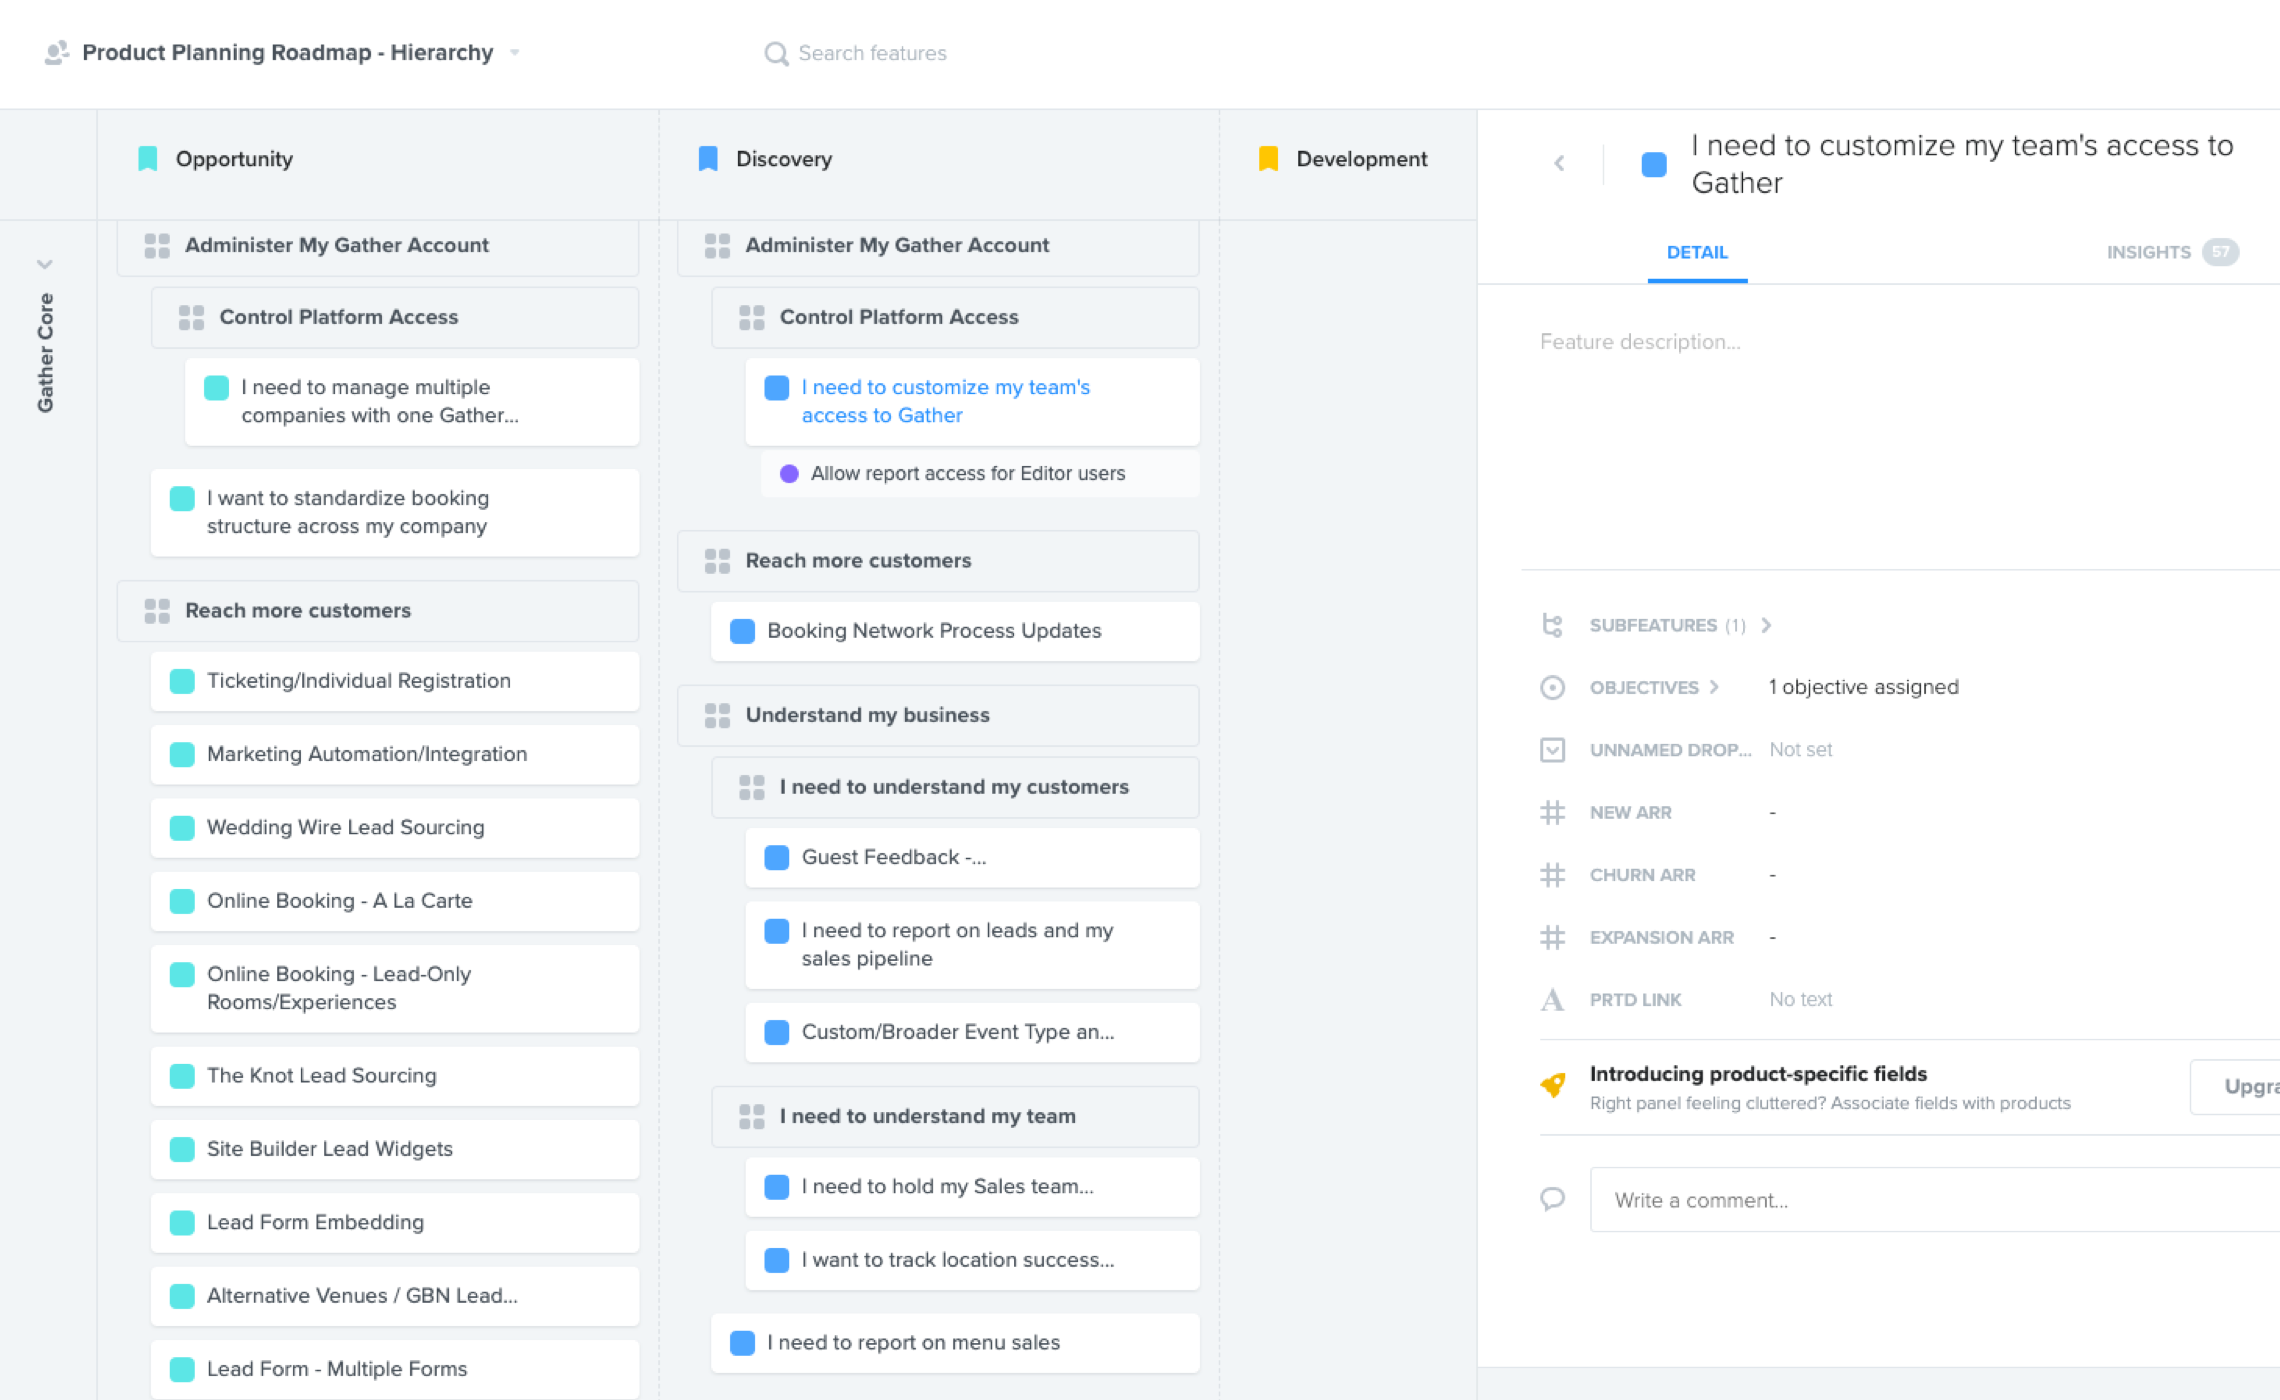 Product Planning Roadmap - Hierarchy
Search features
Opportunity
Discovery
Development
Gather Core
Administer My Gather Account
Control Platform Access
I need to manage multiple
companies with one Gather...
I want to standardize booking
structure across my company
Reach more customers
Ticketing/Individual Registration
Marketing Automation/Integration
Wedding Wire Lead Sourcing
Online Booking - A La Carte
Online Booking - Lead-Only
Rooms/Experiences
The Knot Lead Sourcing
Site Builder Lead Widgets
Lead Form Embedding
Alternative Venues / GBN Lead...
Lead Form - Multiple Forms
Administer My Gather Account
Control Platform Access
I need to customize my team's
access to Gather
Allow report access for Editor users
Reach more customers
Booking Network Process Updates
Understand my business
I need to understand my customers
Guest Feedback -...
I need to report on leads and my
sales pipeline
Custom/Broader Event Type an...
I need to understand my team
I need to hold my Sales team...
I want to track location success...
I need to report on menu sales
I need to customize my team's access to
Gather
DETAIL
INSIGHTS 57
Feature description...
SUBFEATURES (1)
OBJECTIVES 1 objective assigned
UNNAMED DROP... Not set
NEW ARR -
CHURN ARR -
EXPANSION ARR -
PRTD LINK No text
Introducing product-specific fields
Right panel feeling cluttered? Associate fields with products
Upgra
Write a comment...